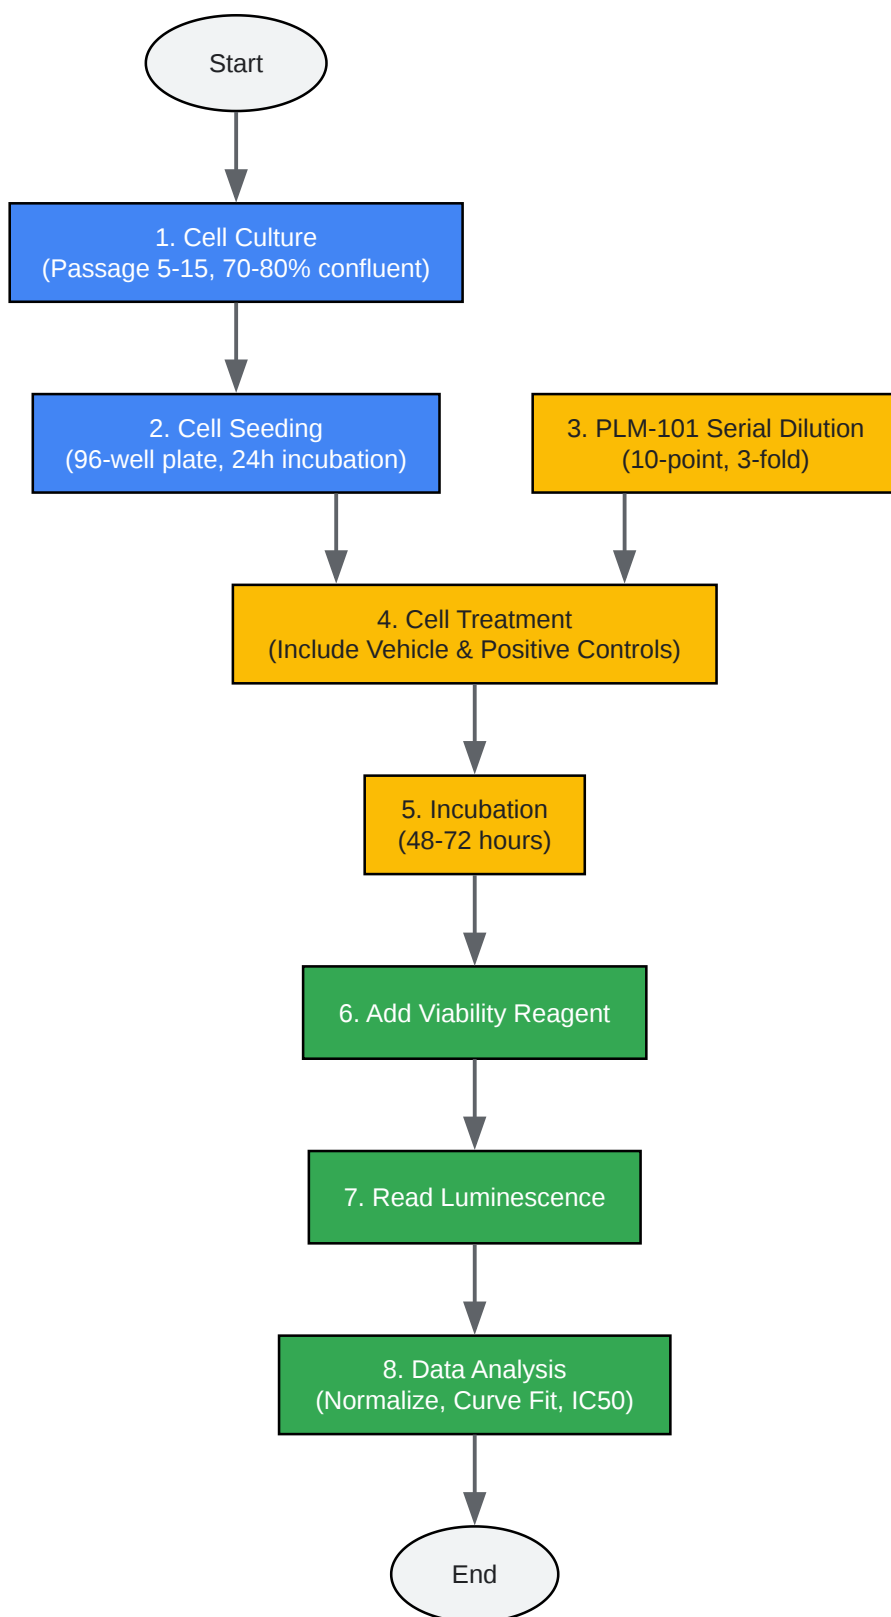 Start
1. Cell Culture
(Passage 5-15, 70-80% confluent)
2. Cell Seeding
(96-well plate, 24h incubation)
3. PLM-101 Serial Dilution
(10-point, 3-fold)
4. Cell Treatment
(Include Vehicle & Positive Controls)
5. Incubation
(48-72 hours)
6. Add Viability Reagent
7. Read Luminescence
8. Data Analysis
(Normalize, Curve Fit, IC50)
End